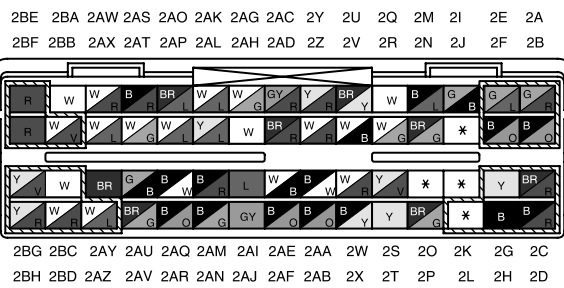 2BE 2BA 2AW 2AS 2AO 2AK 2AG 2AC 2Y 2U 2Q 2M 2I 2E 2A
2BF 2BB 2AX 2AT 2AP 2AL 2AH 2AD 2Z 2V 2R 2N 2J 2F 2B
R W W R B R BR L W L W G GY R Y R BR Y W B L G B G L G R
R W V W L W G W L Y L W BR R W R W B W G BR G * B O B O
Y V W BR G B B W B R L W B B W W R Y V * * Y BR R
Y R W R W L BR G B O B G GY B O B O B Y Y BR G * B B R
2BG 2BC 2AY 2AU 2AQ 2AM 2AI 2AE 2AA 2W 2S 2O 2K 2G 2C
2BH 2BD 2AZ 2AV 2AR 2AN 2AJ 2AF 2AB 2X 2T 2P 2L 2H 2D